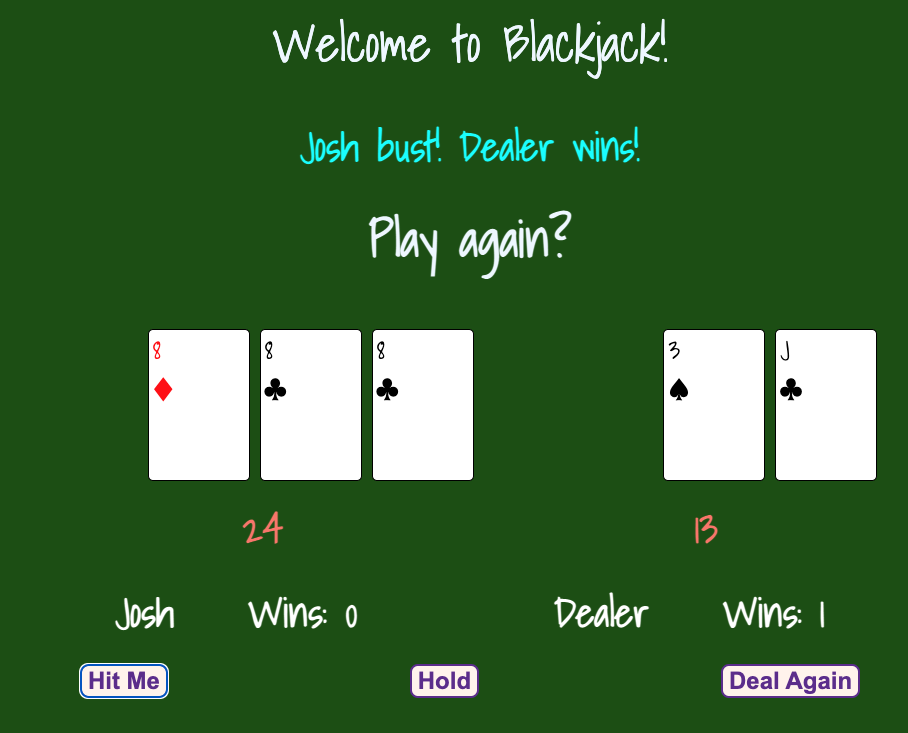 Welcome to Blackjack!
Josh bust! Dealer wins!
Play again?
8 8 8 3 J
♦ ♣ ♣ ♠ ♣
24 13
Josh Wins: 0 Dealer Wins: 1
Hit Me Hold Deal Again